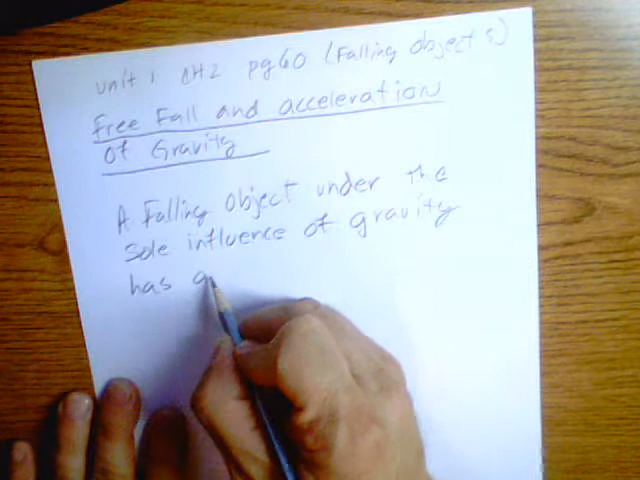 unit 1 CH2 pg60 (Falling Objects)
Free Fall and acceleration
of Gravity
A Falling Object under the
sole influence of gravity
has a